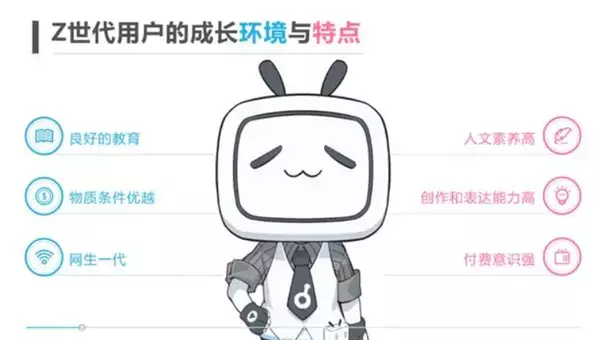 Z世代用户的成长环境与特点
良好的教育
人文素养高
物质条件优越
创作和表达能力高
网生一代
付费意识强